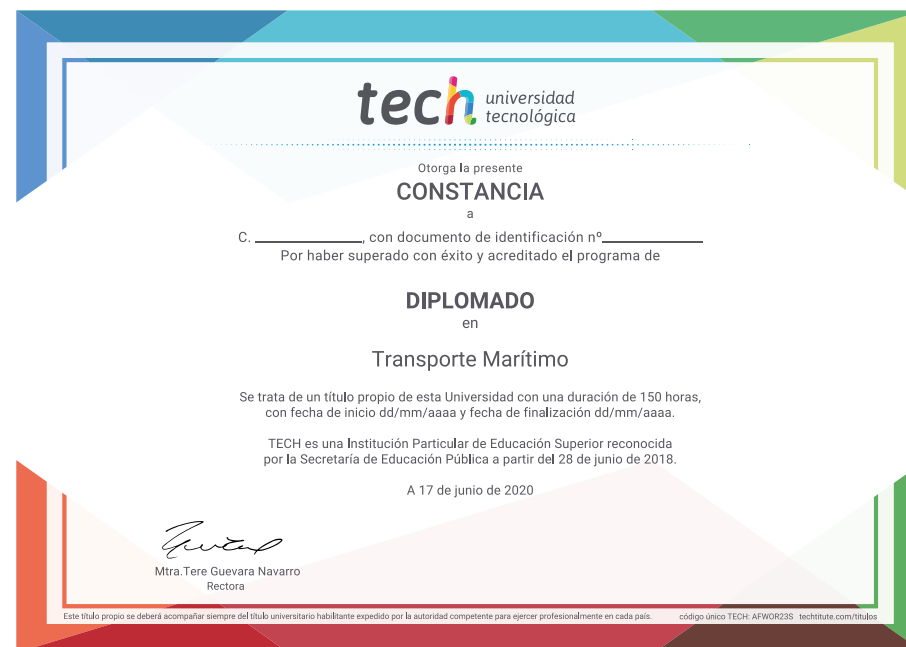 tech universidad
tecnológica
Otorga la presente
CONSTANCIA
a
C. ____________, con documento de identificación nº____________
Por haber superado con éxito y acreditado el programa de
DIPLOMADO
en
Transporte Marítimo
Se trata de un título propio de esta Universidad con una duración de 150 horas,
con fecha de inicio dd/mm/aaaa y fecha de finalización dd/mm/aaaa.
TECH es una Institución Particular de Educación Superior reconocida
por la Secretaría de Educación Pública a partir del 28 de junio de 2018.
A 17 de junio de 2020
Mtra.Tere Guevara Navarro
Rectora
Este título propio se deberá acompañar siempre del título universitario habilitante expedido por la autoridad competente para ejercer profesionalmente en cada país. código único TECH: AFWOR23S techtitute.com/titulos